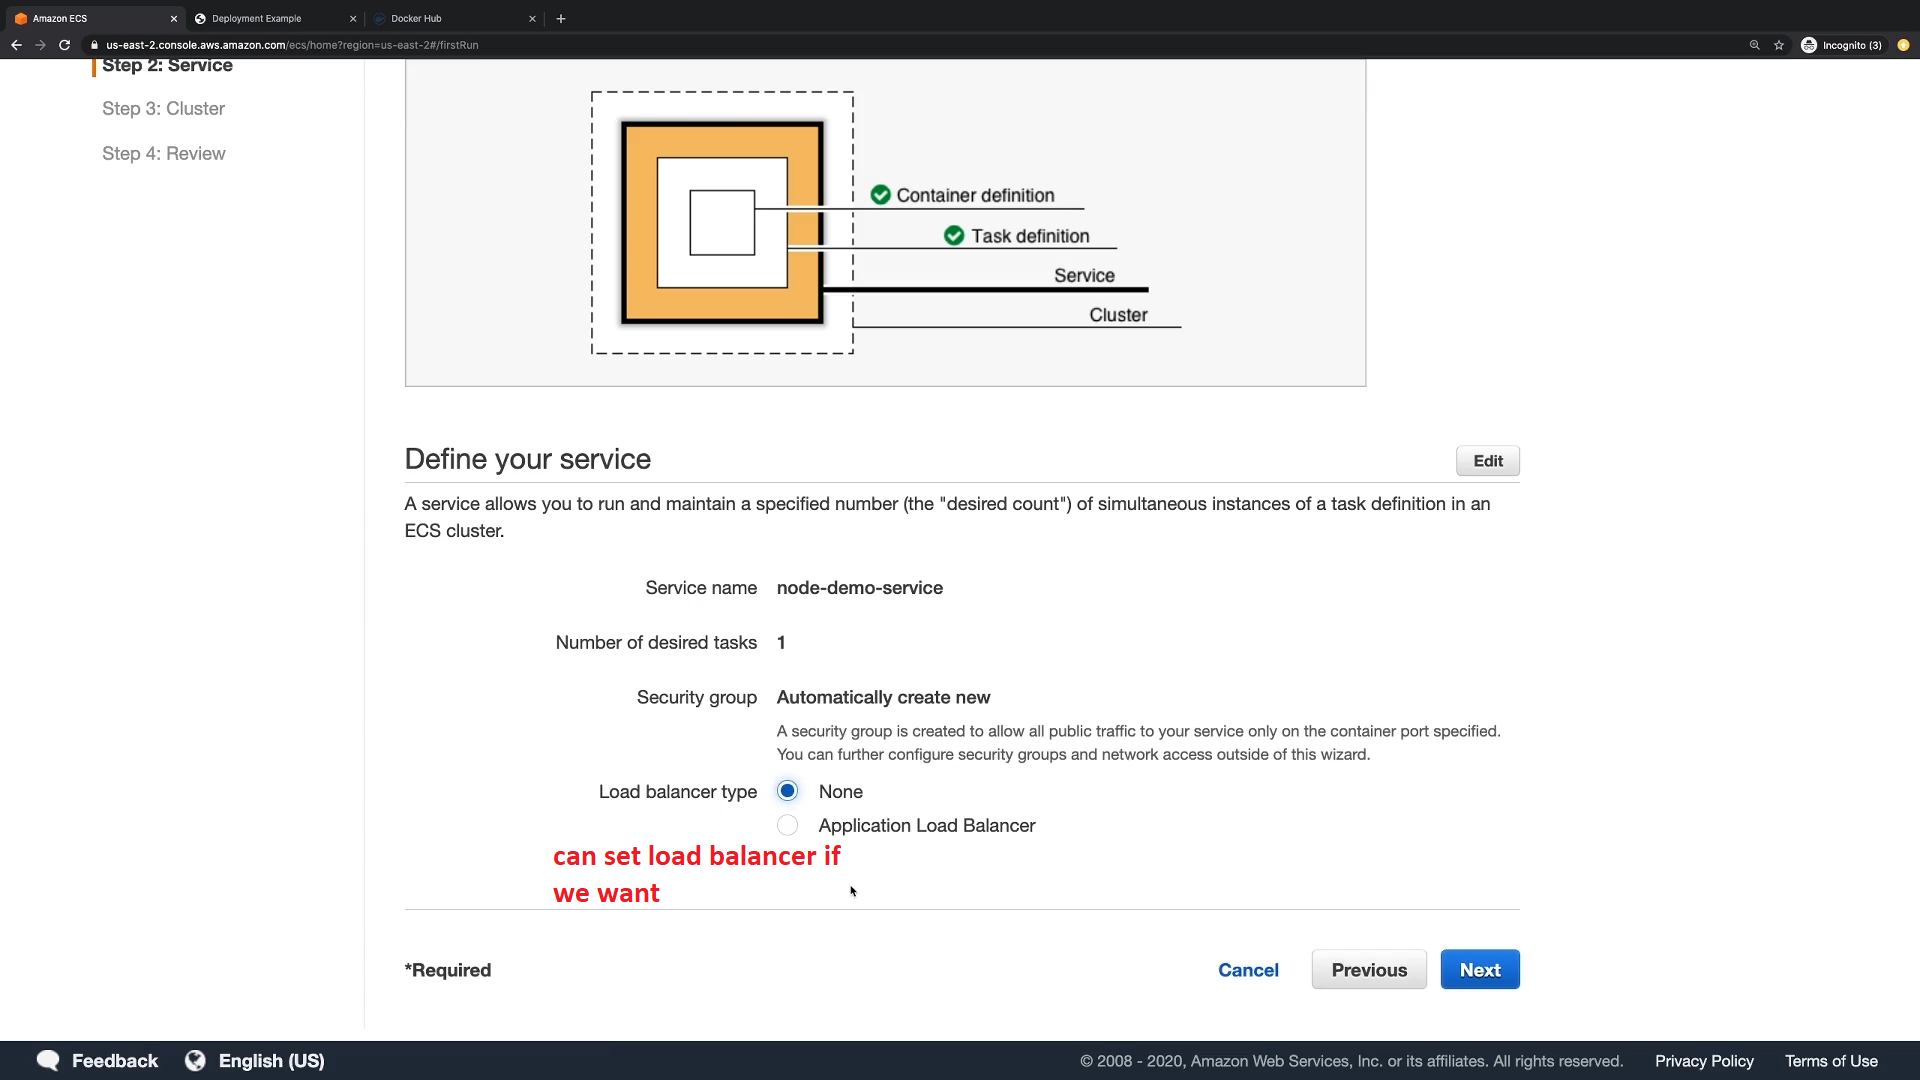 Amazon ECS
Deployment Example
Docker Hub
us-east-2.console.aws.amazon.com/ecs/home?region=us-east-2#/firstRun
Incognito (3)
Step 2: Service
Step 3: Cluster
Step 4: Review
Container definition
Task definition
Service
Cluster
Define your service
Edit
A service allows you to run and maintain a specified number (the "desired count") of simultaneous instances of a task definition in an
ECS cluster.
Service name node-demo-service
Number of desired tasks 1
Security group Automatically create new
A security group is created to allow all public traffic to your service only on the container port specified.
You can further configure security groups and network access outside of this wizard.
Load balancer type None
Application Load Balancer
can set load balancer if
we want
*Required
Cancel
Previous
Next
Feedback
English (US)
© 2008 - 2020, Amazon Web Services, Inc. or its affiliates. All rights reserved.
Privacy Policy
Terms of Use